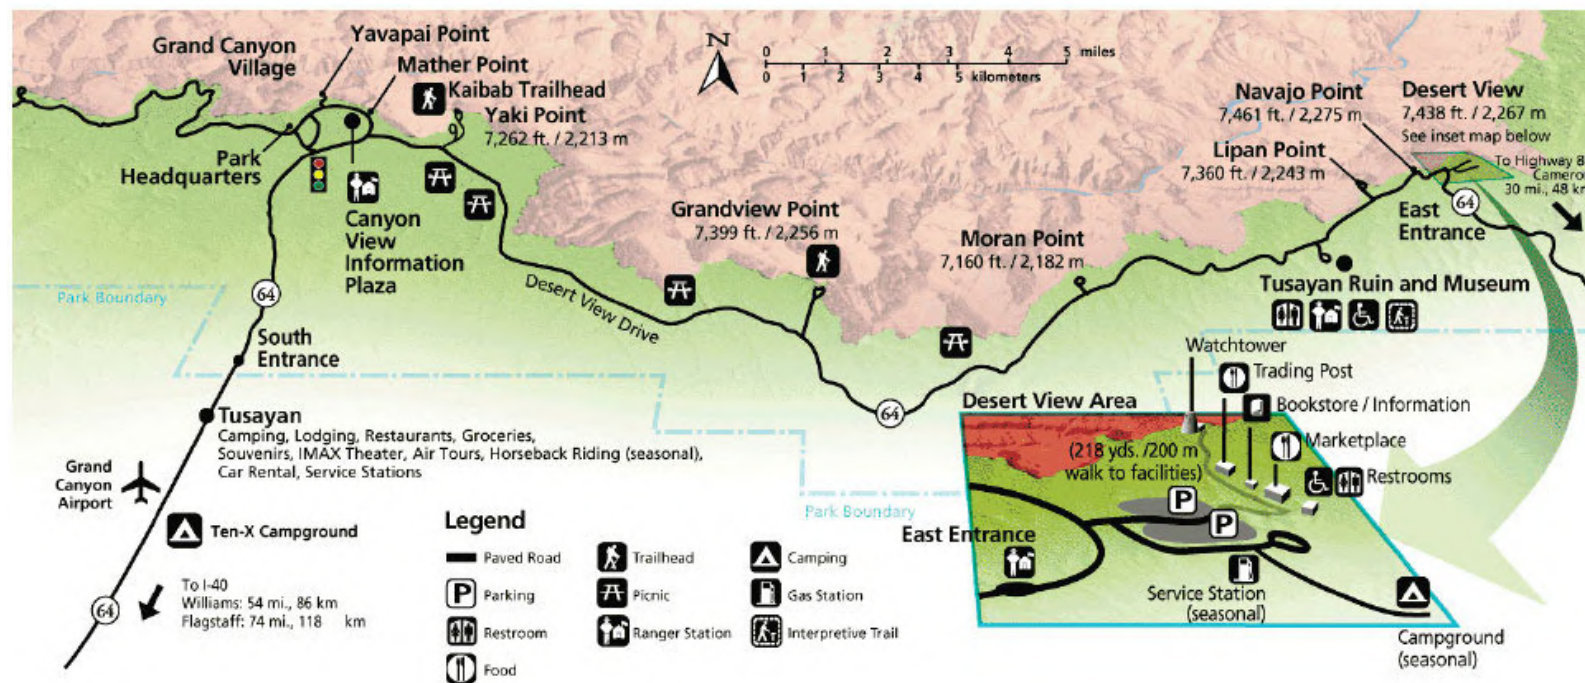 Yavapai Point
Grand Canyon
Village
Mather Point
Kaibab Trailhead
Yaki Point
7,262 ft. / 2,213 m
Park
Headquarters
Canyon
View
Information
Plaza
N
0 1 2 3 4 5 miles
0 1 2 3 4 5 kilometers
Navajo Point
7,461 ft. / 2,275 m
Desert View
7,438 ft. / 2,267 m
See inset map below
Lipan Point
7,360 ft. / 2,243 m
To Highway
30 mi., 48
64
East
Entrance
Grandview Point
7,399 ft. / 2,256 m
Moran Point
7,160 ft. / 2,182 m
Tusayan Ruin and Museum
Desert View Drive
Park Boundary
64
South
Entrance
64
Tusayan
Camping, Lodging, Restaurants, Groceries,
Souvenirs, IMAX Theater, Air Tours, Horseback Riding (seasonal),
Car Rental, Service Stations
Grand
Canyon
Airport
Ten-X Campground
64
To I-40
Williams: 54 mi., 86 km
Flagstaff: 74 mi., 118 km
Legend
Paved Road
Trailhead
Camping
P
Parking
Picnic
Gas Station
Restroom
Ranger Station
Interpretive Trail
Food
Park Boundary
Watchtower
Trading Post
Desert View Area
Bookstore / Information
Marketplace
(218 yds. /200 m
walk to facilities)
Restrooms
P
P
East Entrance
Service Station
(seasonal)
Campground
(seasonal)